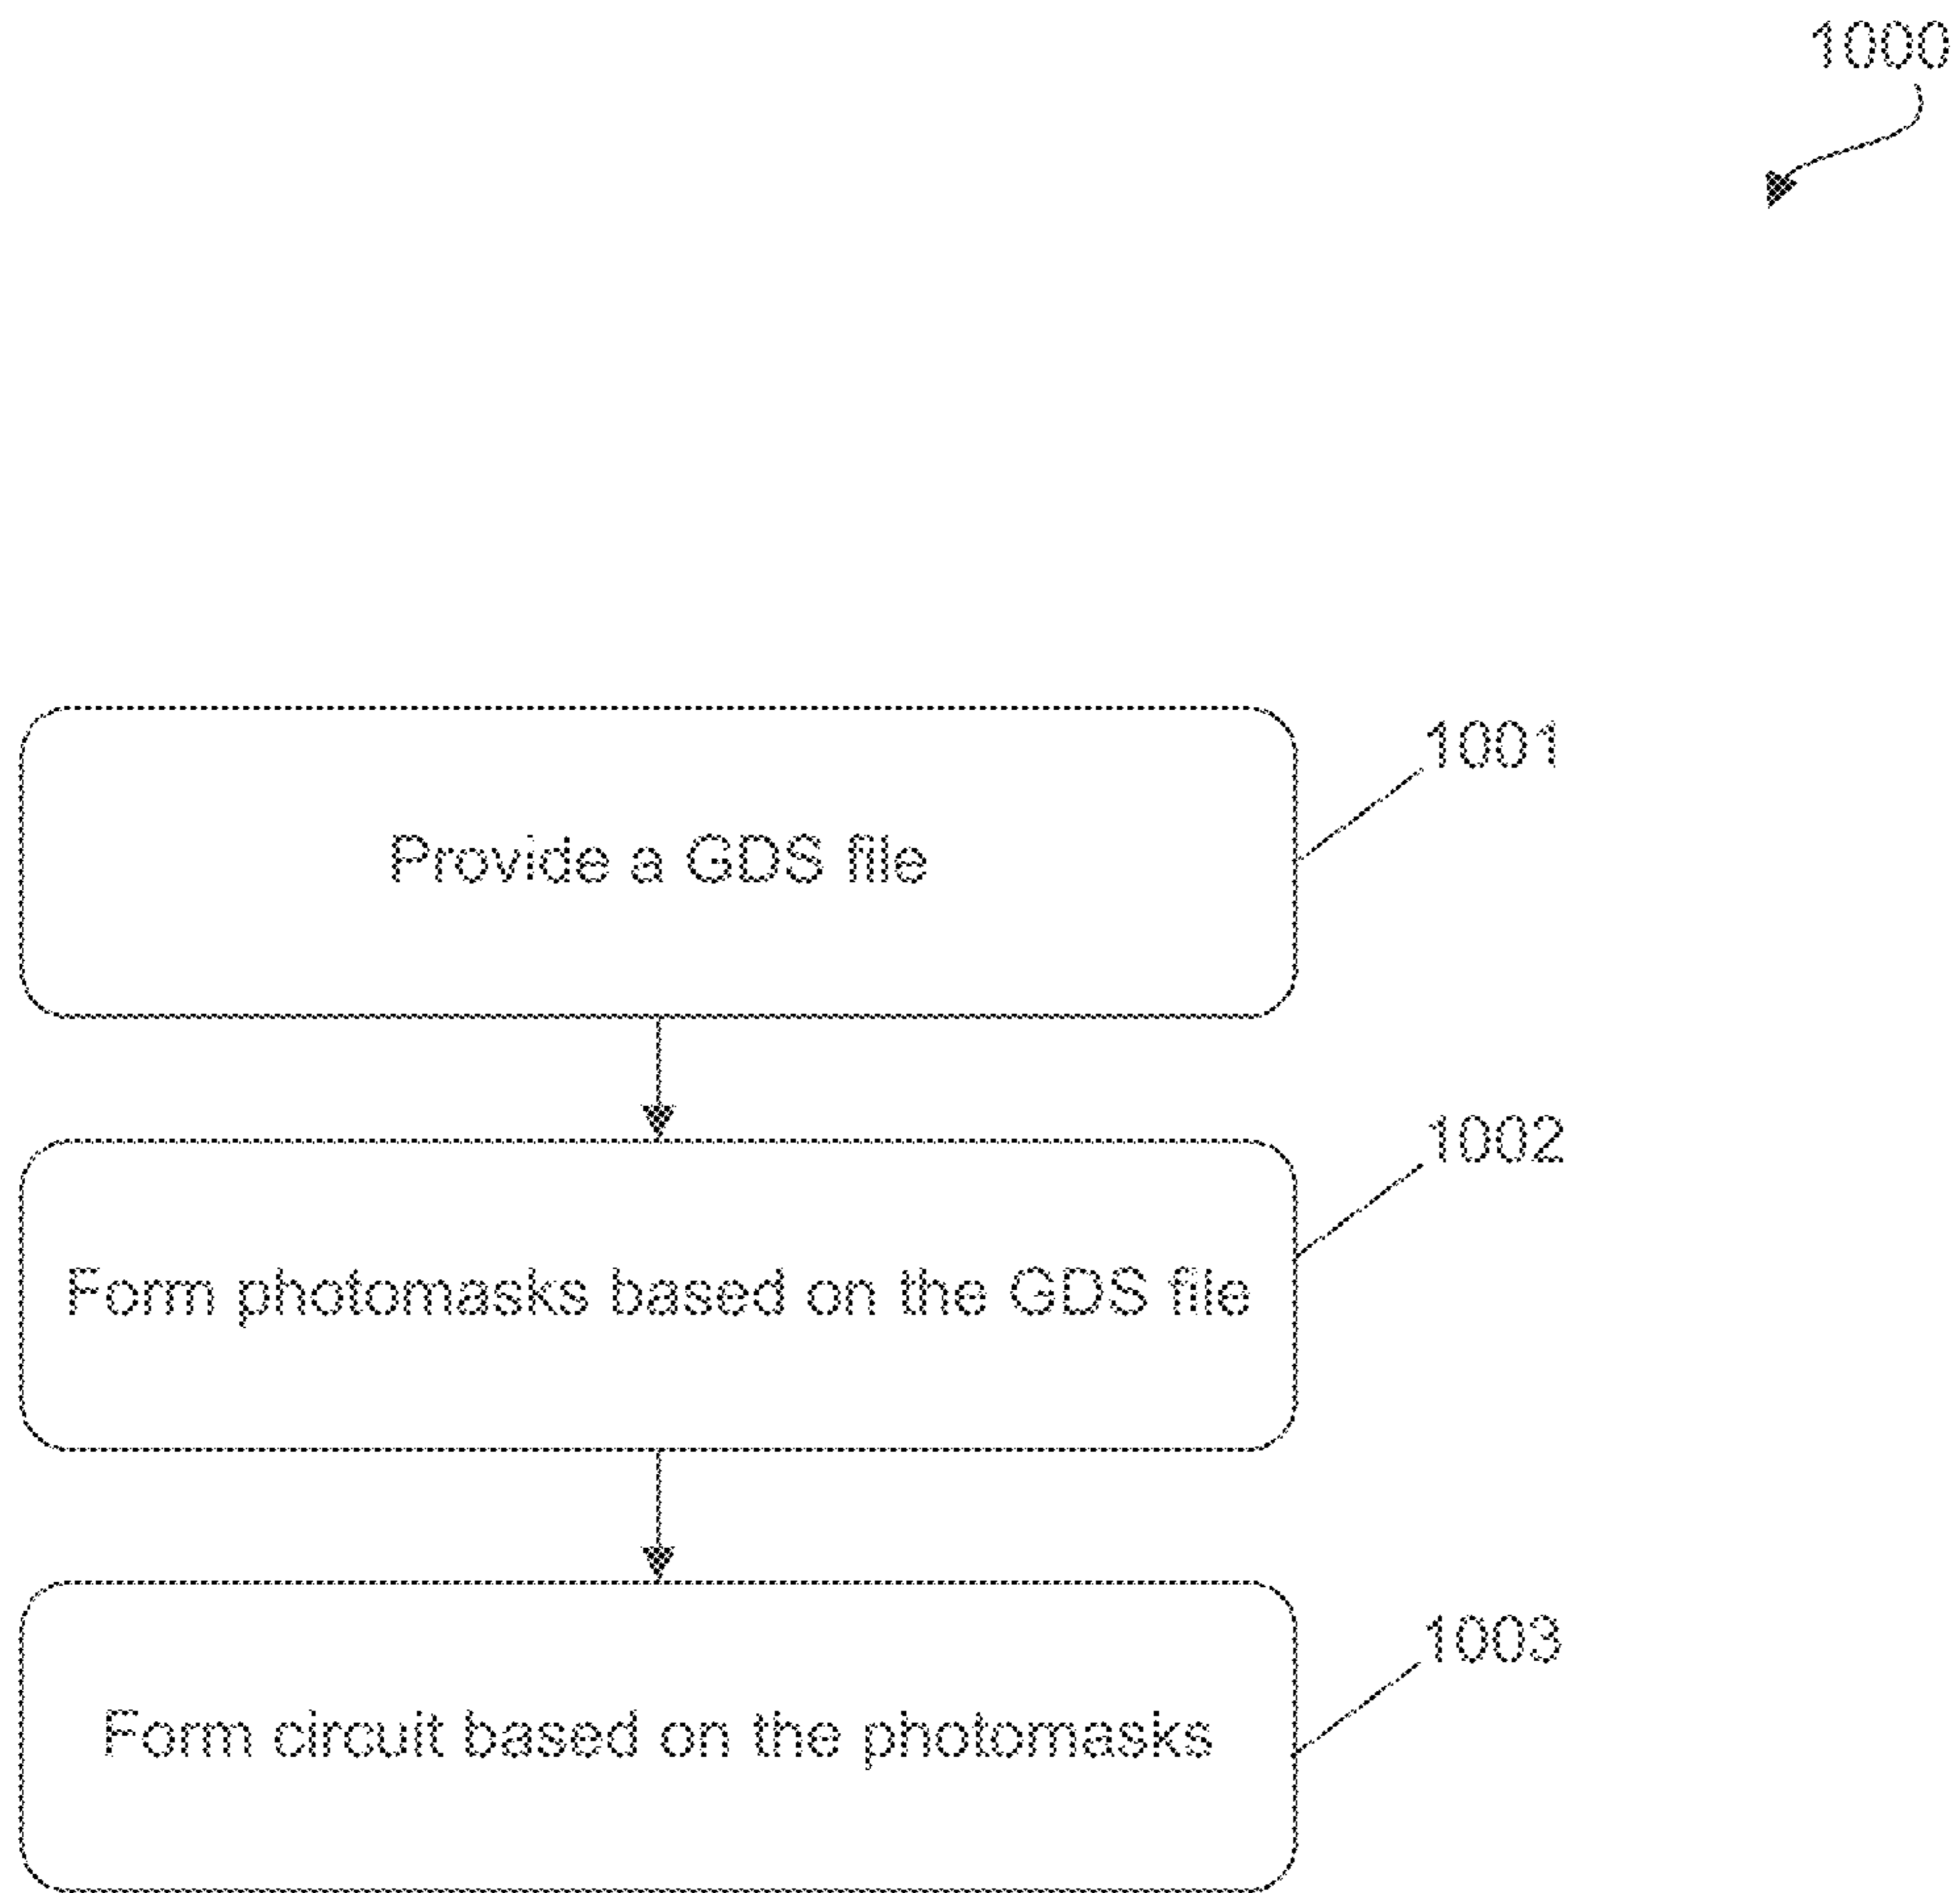 1000
1001
Provide a GDS file
1002
Form photomasks based on the GDS file
1003
Form circuit based on the photomasks